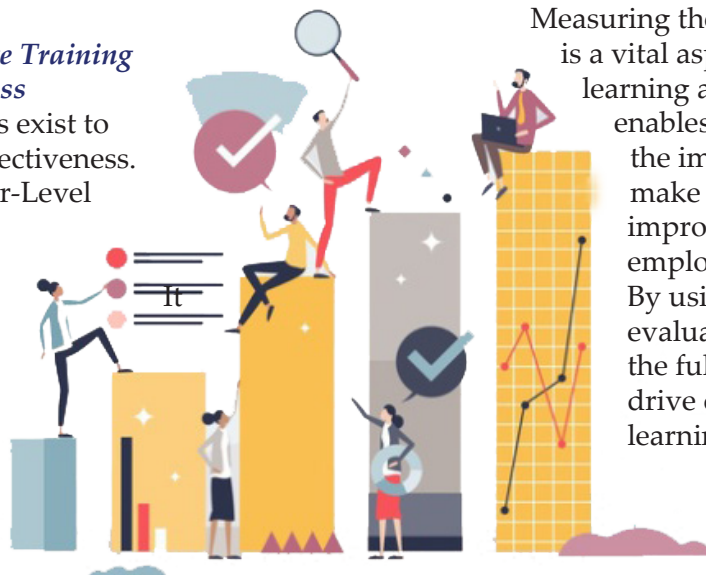 e Training
ss
s exist to
ectiveness.
r-Level
It
Measuring the
is a vital asp
learning a
enables
the im
make
impro
emplo
By usi
evalua
the ful
drive
learnin